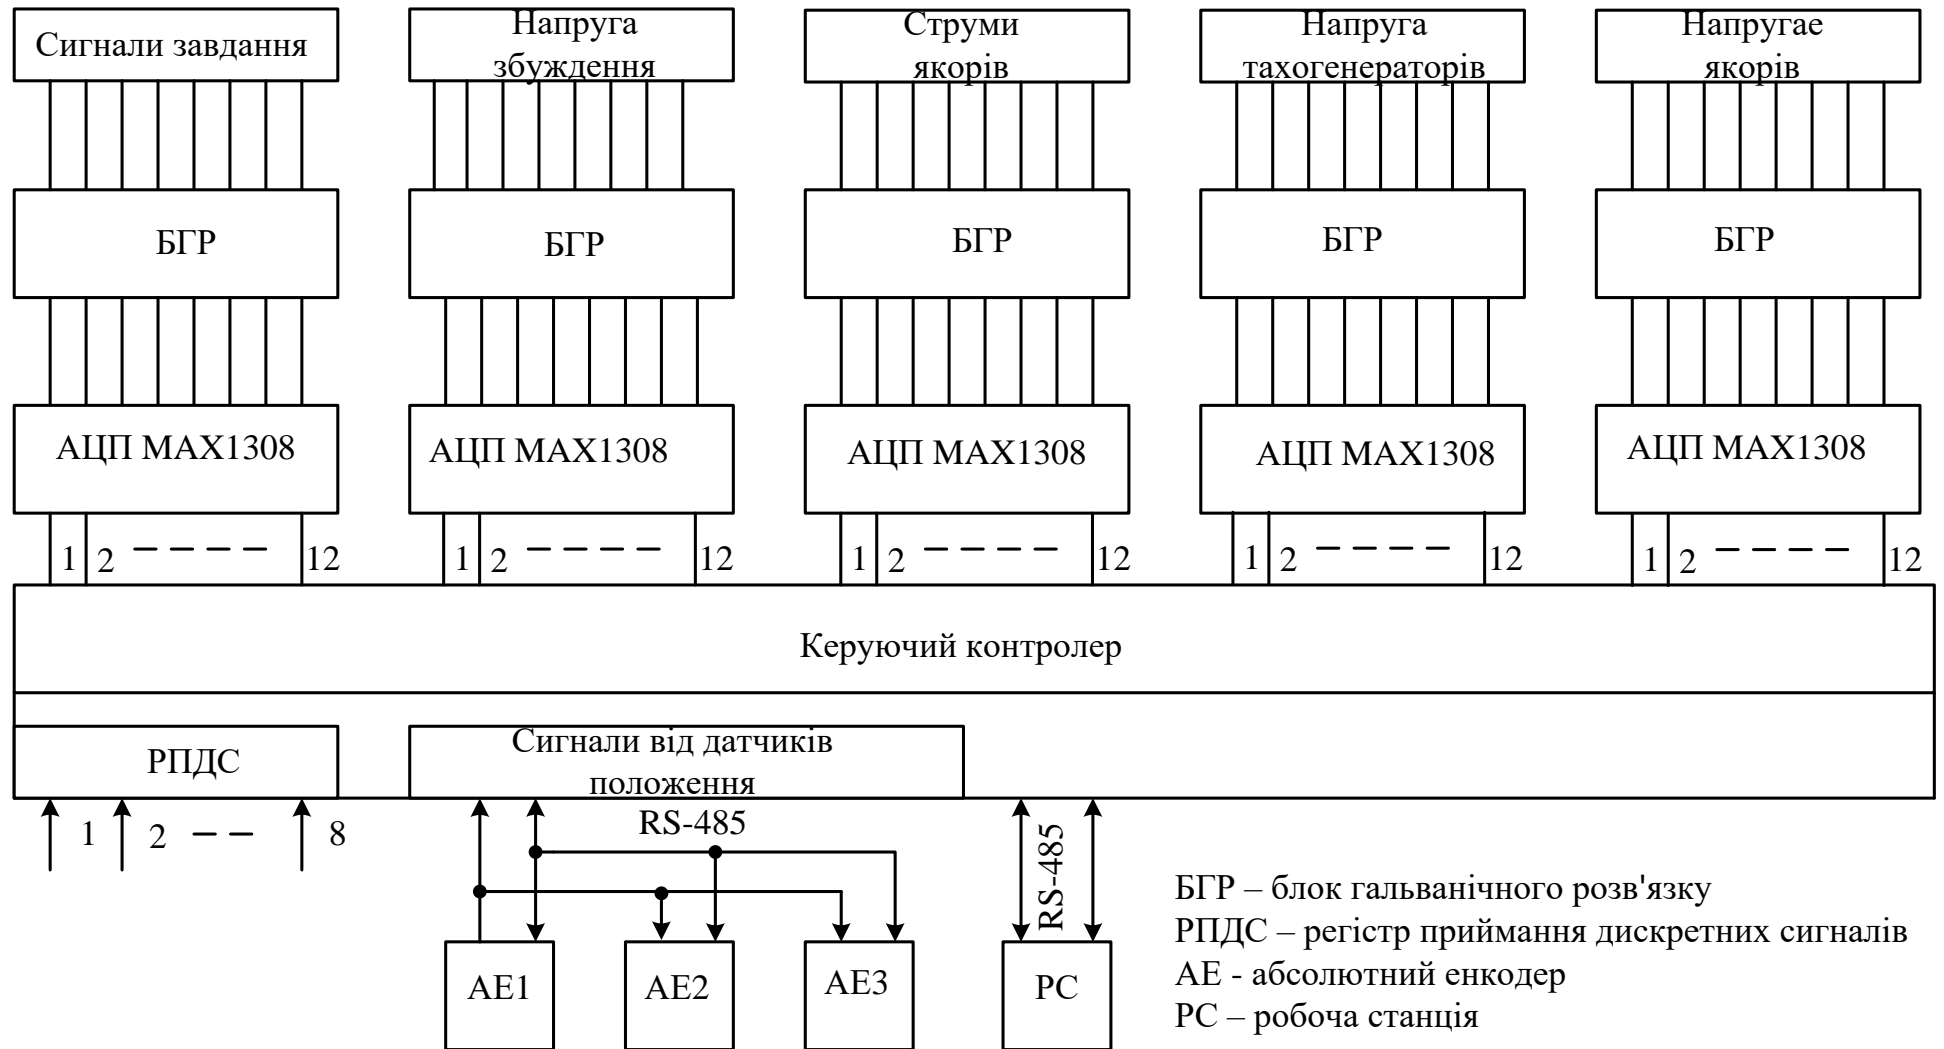 Сигнали завдання
Напруга
збуждення
Струми
якорів
Напруга
тахогенераторів
Напругае
якорів
БГР
БГР
БГР
БГР
БГР
АЦП MAX1308
АЦП MAX1308
АЦП MAX1308
АЦП MAX1308
АЦП MAX1308
1 2 12
1 2 12
1 2 12
1 2 12
1 2 12
Керуючий контролер
РПДС
Сигнали від датчиків
положення
1 2 8
RS-485
RS-485
АЕ1
АЕ2
АЕ3
РС
БГР – блок гальванічного розв'язку
РПДС – регістр приймання дискретних сигналів
АЕ - абсолютний енкодер
РС – робоча станція